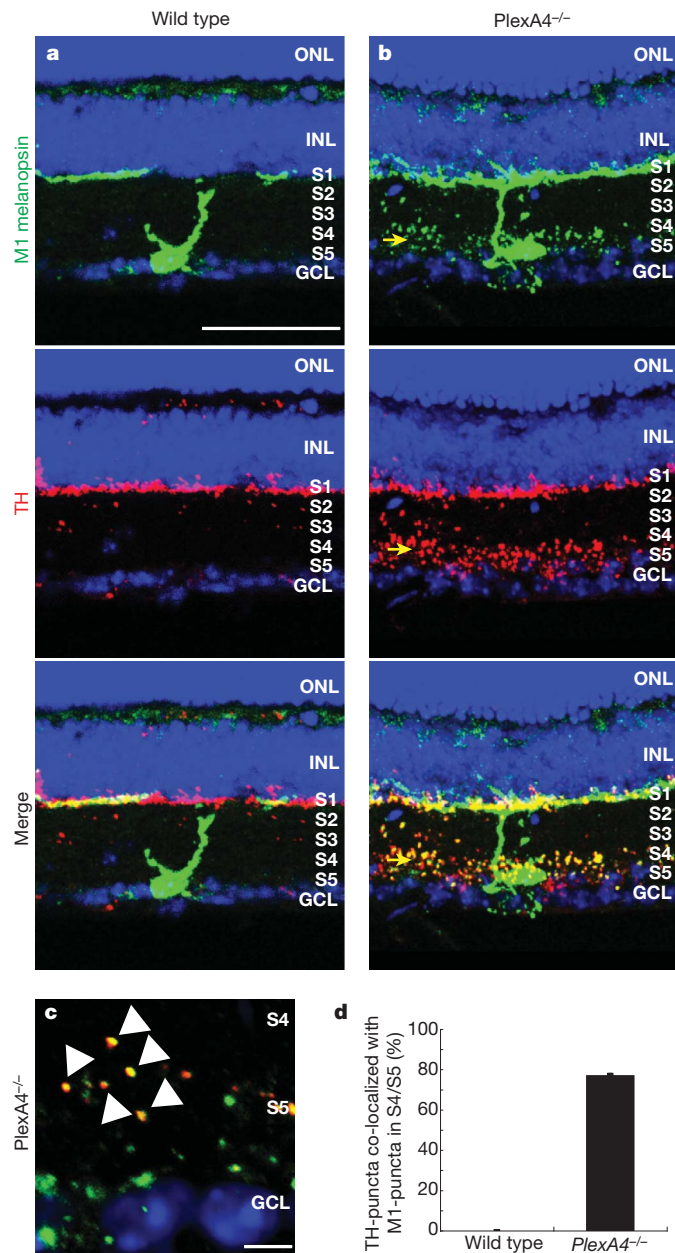 Wild type
PlexA4–/–
a
b
M1 melanopsin
ONL
INL
S1
S2
S3
S4
S5
GCL
ONL
INL
S1
S2
S3
S4
S5
GCL
TH
ONL
INL
S1
S2
S3
S4
S5
GCL
ONL
INL
S1
S2
S3
S4
S5
GCL
Merge
ONL
INL
S1
S2
S3
S4
S5
GCL
ONL
INL
S1
S2
S3
S4
S5
GCL
c
PlexA4–/–
S4
S5
GCL
d
TH-puncta co-localized with
M1-puncta in S4/S5 (%)
100
80
60
40
20
0
Wild type
PlexA4–/–